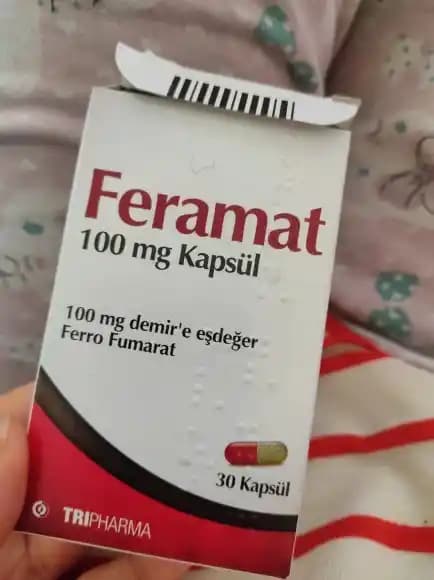 Feramat
100 mg Kapsül
100 mg demir'e eşdeğer
Ferro Fumarat
30 Kapsül
TRIPHARMA